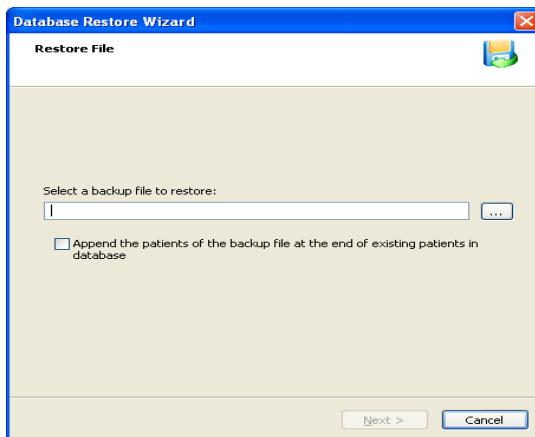 Database Restore Wizard
Restore File
Select a backup file to restore:
...
Append the patients of the backup file at the end of existing patients in
database
Next >
Cancel